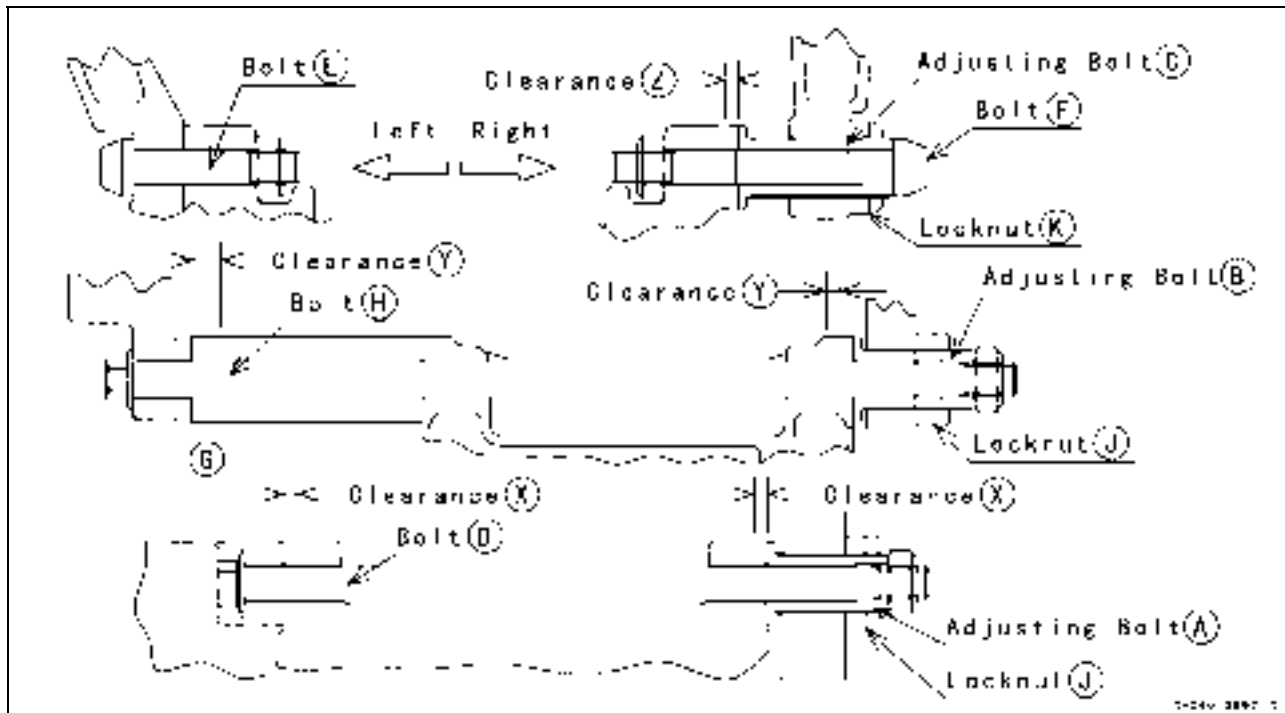 Bolt E
Clearance Z
Adjusting Bolt C
Bolt F
Left Right
Locknut K
Clearance Y
Clearance Y
Adjusting Bolt B
Bolt H
Locknut J
G
Clearance X
Clearance X
Bolt D
Adjusting Bolt A
Locknut J